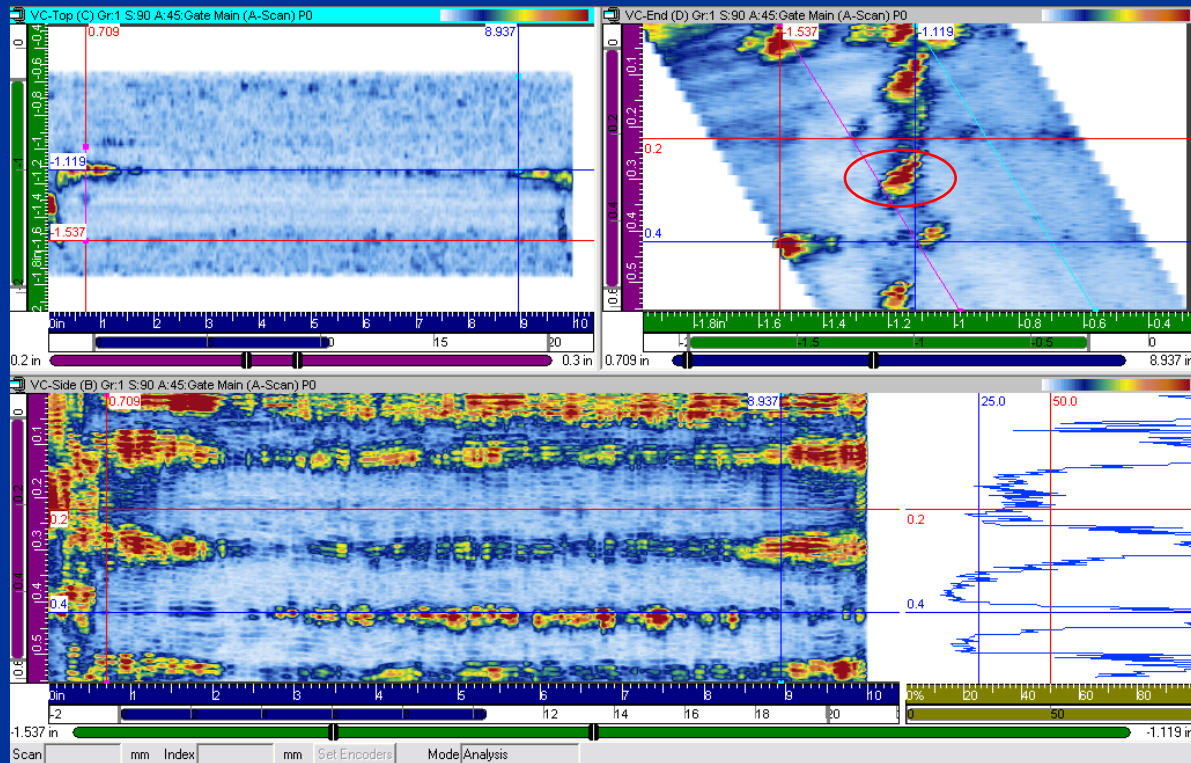 VC-Top (C) Gr:1 S:90 A:45:Gate Main (A-Scan) P0
0.709
8.937
-1.119
-1.537
0in 1 2 3 4 5 6 7 8 9 10
5 15 20
0.2 in 0.3 in
VC-End (D) Gr:1 S:90 A:45:Gate Main (A-Scan) P0
-1.537
-1.119
0.2
0.4
-1.8in -1.6 -1.4 -1.2 -1 -0.8 -0.6 -0.4
-1.5 -1 -0.5 0
0.709 in 8.937 in
VC-Side (B) Gr:1 S:90 A:45:Gate Main (A-Scan) P0
0.709
8.937
25.0
50.0
0.2
0.2
0.4
0.4
0in 1 2 3 4 5 6 7 8 9 10
0% 20 40 60 80
-2 12 14 16 18 20
0 50
-1.537 in -1.119 in
Scan mm Index mm Set Encoders Mode Analysis